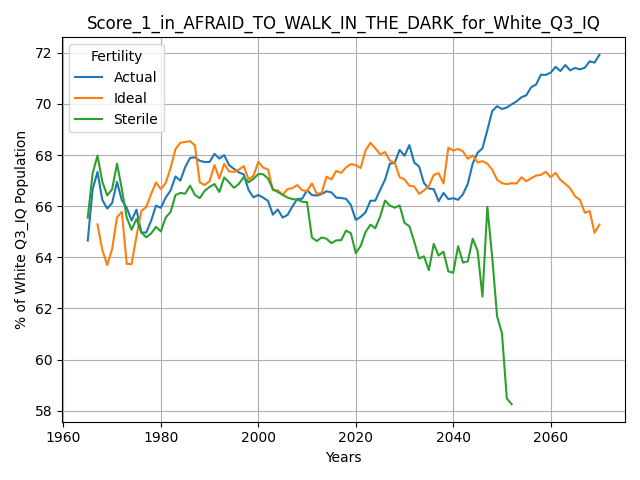 Score_1_in_AFRAID_TO_WALK_IN_THE_DARK_for_White_Q3_IQ
Fertility
Actual
Ideal
Sterile
% of White Q3_IQ Population
72
70
68
66
64
62
60
58
1960
1980
2000
2020
2040
2060
Years